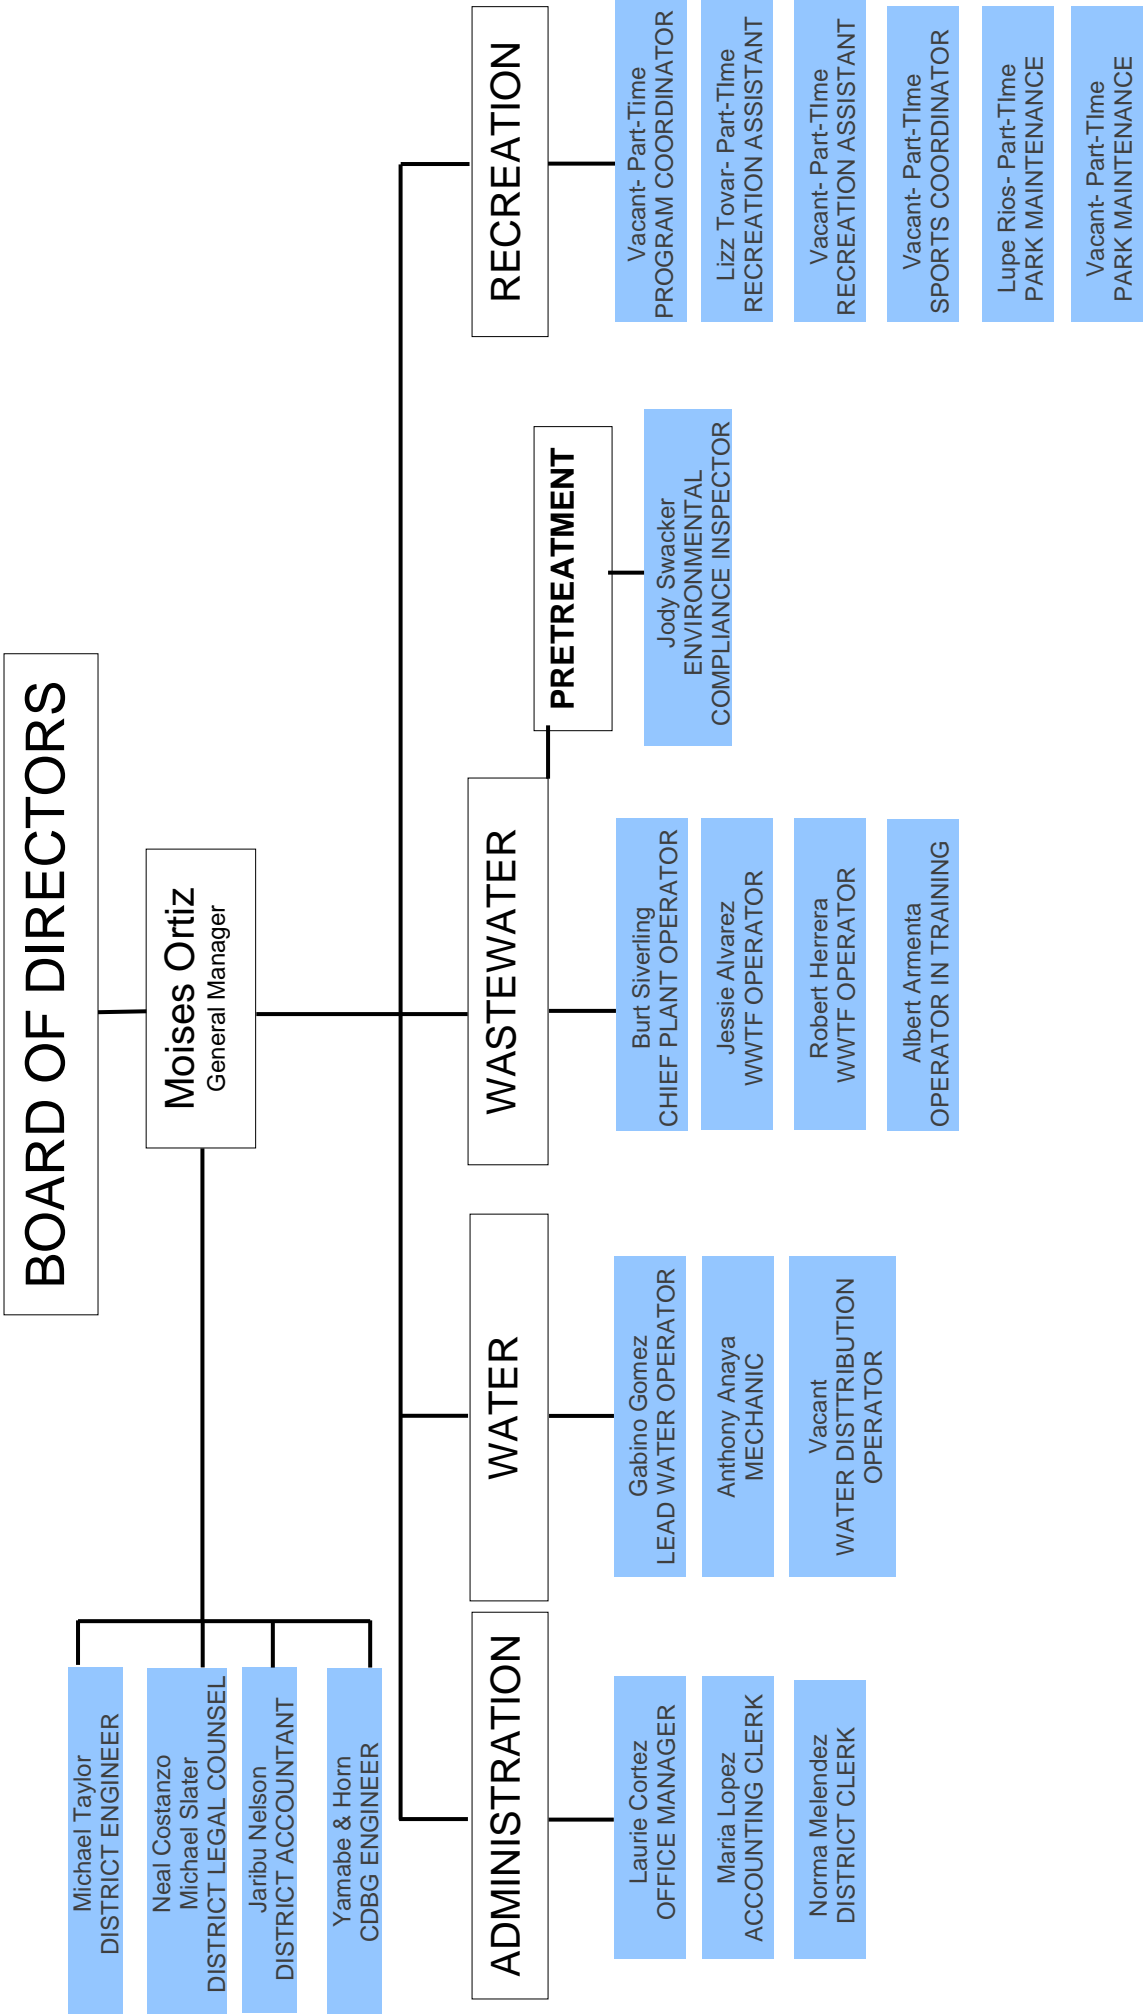 BOARD OF DIRECTORS
Moises Ortiz
General Manager
Michael Taylor
DISTRICT ENGINEER
Neal Costanzo
Michael Slater
DISTRICT LEGAL COUNSEL
Jaribu Nelson
DISTRICT ACCOUNTANT
Yamabe & Horn
CDBG ENGINEER
ADMINISTRATION
Laurie Cortez
OFFICE MANAGER
Maria Lopez
ACCOUNTING CLERK
Norma Melendez
DISTRICT CLERK
WATER
Gabino Gomez
LEAD WATER OPERATOR
Anthony Anaya
MECHANIC
Vacant
WATER DISTTRIBUTION
OPERATOR
WASTEWATER
Burt Siverling
CHIEF PLANT OPERATOR
Jessie Alvarez
WWTF OPERATOR
Robert Herrera
WWTF OPERATOR
Albert Armenta
OPERATOR IN TRAINING
PRETREATMENT
Jody Swacker
ENVIRONMENTAL
COMPLIANCE INSPECTOR
RECREATION
Vacant- Part-Time
PROGRAM COORDINATOR
Lizz Tovar- Part-TIme
RECREATION ASSISTANT
Vacant- Part-TIme
RECREATION ASSISTANT
Vacant- Part-TIme
SPORTS COORDINATOR
Lupe Rios- Part-TIme
PARK MAINTENANCE
Vacant- Part-TIme
PARK MAINTENANCE